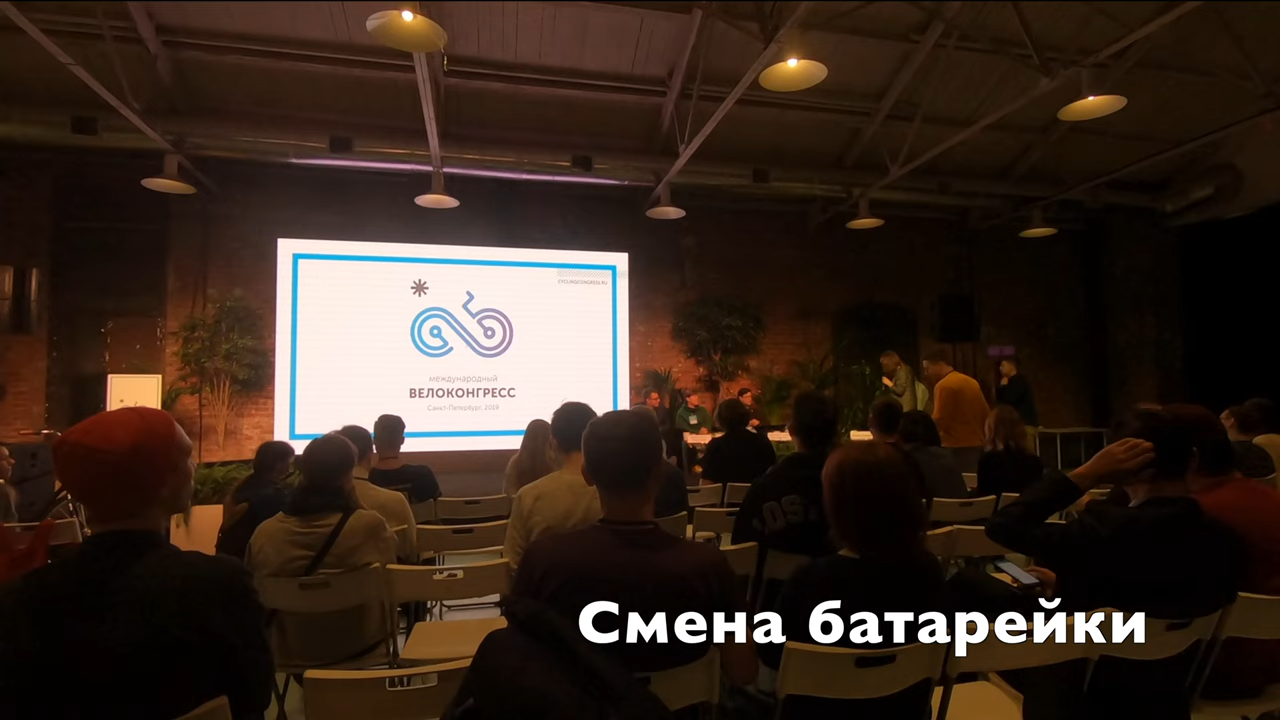 CYCLINGCONGRESS.RU
международный
ВЕЛОКОНГРЕСС
Санкт-Петербург, 2019
Смена батарейки